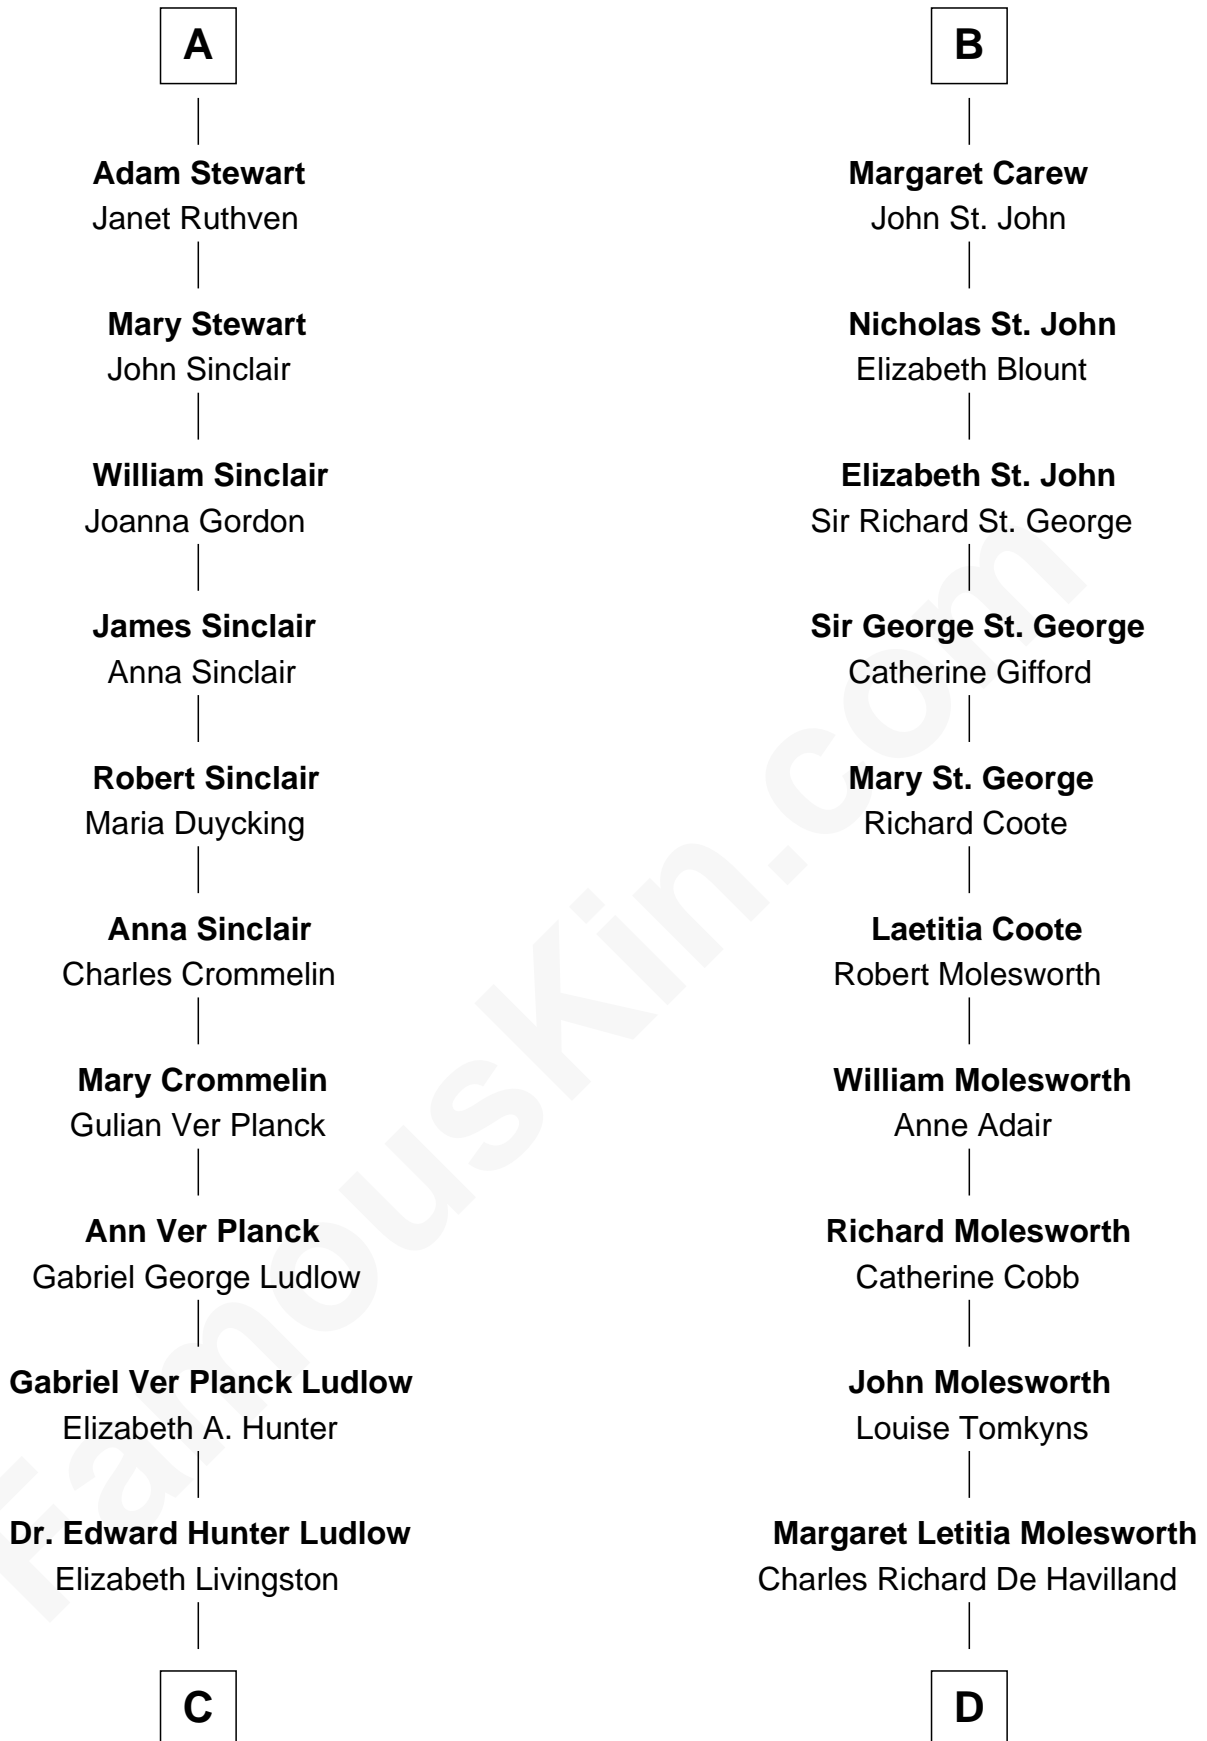 A
Adam Stewart
Janet Ruthven
Mary Stewart
John Sinclair
William Sinclair
Joanna Gordon
James Sinclair
Anna Sinclair
Robert Sinclair
Maria Duycking
Anna Sinclair
Charles Crommelin
Mary Crommelin
Gulian Ver Planck
Ann Ver Planck
Gabriel George Ludlow
Gabriel Ver Planck Ludlow
Elizabeth A. Hunter
Dr. Edward Hunter Ludlow
Elizabeth Livingston
C
B
Margaret Carew
John St. John
Nicholas St. John
Elizabeth Blount
Elizabeth St. John
Sir Richard St. George
Sir George St. George
Catherine Gifford
Mary St. George
Richard Coote
Laetitia Coote
Robert Molesworth
William Molesworth
Anne Adair
Richard Molesworth
Catherine Cobb
John Molesworth
Louise Tomkyns
Margaret Letitia Molesworth
Charles Richard De Havilland
D
FamousKin.com